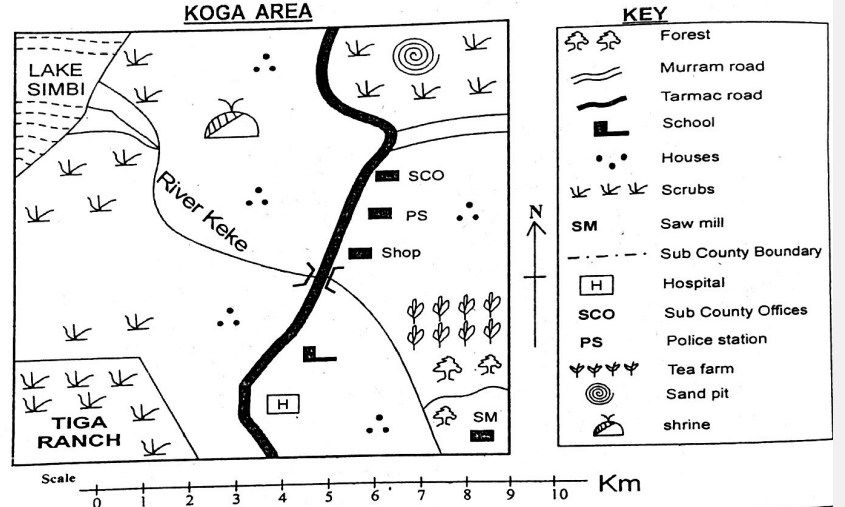 KOGA AREA
LAKE
SIMBI
River Keke
SCO
PS
Shop
H
TIGA
RANCH
SM
N
KEY
Forest
Murram road
Tarmac road
School
Houses
Scrubs
SM Saw mill
Sub County Boundary
H Hospital
SCO Sub County Offices
PS Police station
Tea farm
Sand pit
shrine
Scale 0 1 2 3 4 5 6 7 8 9 10 Km